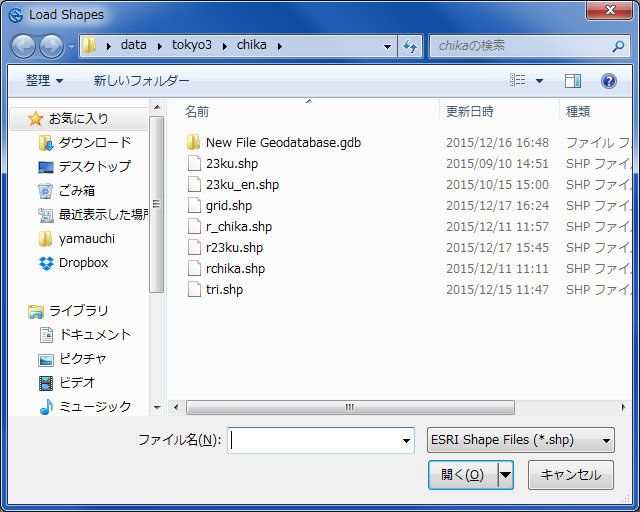 Load Shapes
data ▸ tokyo3 ▸ chika ▸
chikaの検索
整理 新しいフォルダー
お気に入り
ダウンロード
デスクトップ
ごみ箱
最近表示した場所
yamauchi
Dropbox
ライブラリ
ドキュメント
ピクチャ
ビデオ
ミュージック
名前 更新日時 種類
New File Geodatabase.gdb 2015/12/16 16:48 ファイル フ
23ku.shp 2015/09/10 14:51 SHP ファイ
23ku_en.shp 2015/10/15 15:00 SHP ファイ
grid.shp 2015/12/17 16:24 SHP ファイ
r_chika.shp 2015/12/11 11:57 SHP ファイ
r23ku.shp 2015/12/17 15:45 SHP ファイ
rchika.shp 2015/12/11 11:11 SHP ファイ
tri.shp 2015/12/15 11:47 SHP ファイ
ファイル名(N):
ESRI Shape Files (*.shp)
開く(O) キャンセル